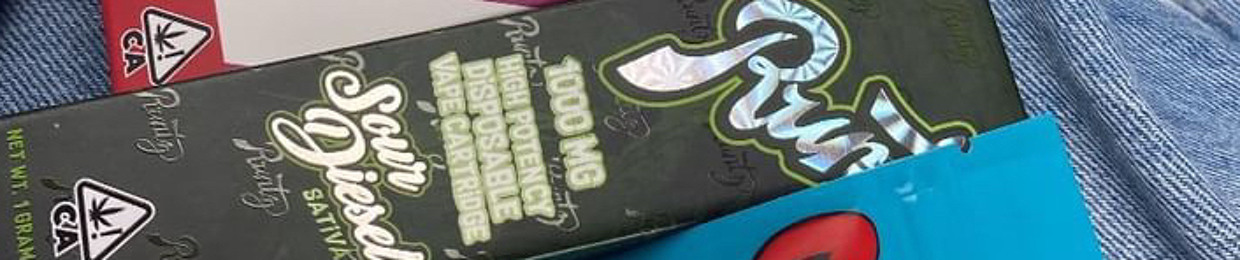 CA
1000 MG
HIGH POTENCY
DISPOSABLE
VAPE CARTRIDGE
Sour
Diesel
SATIVA
NET WT. 1 GRAM
CA